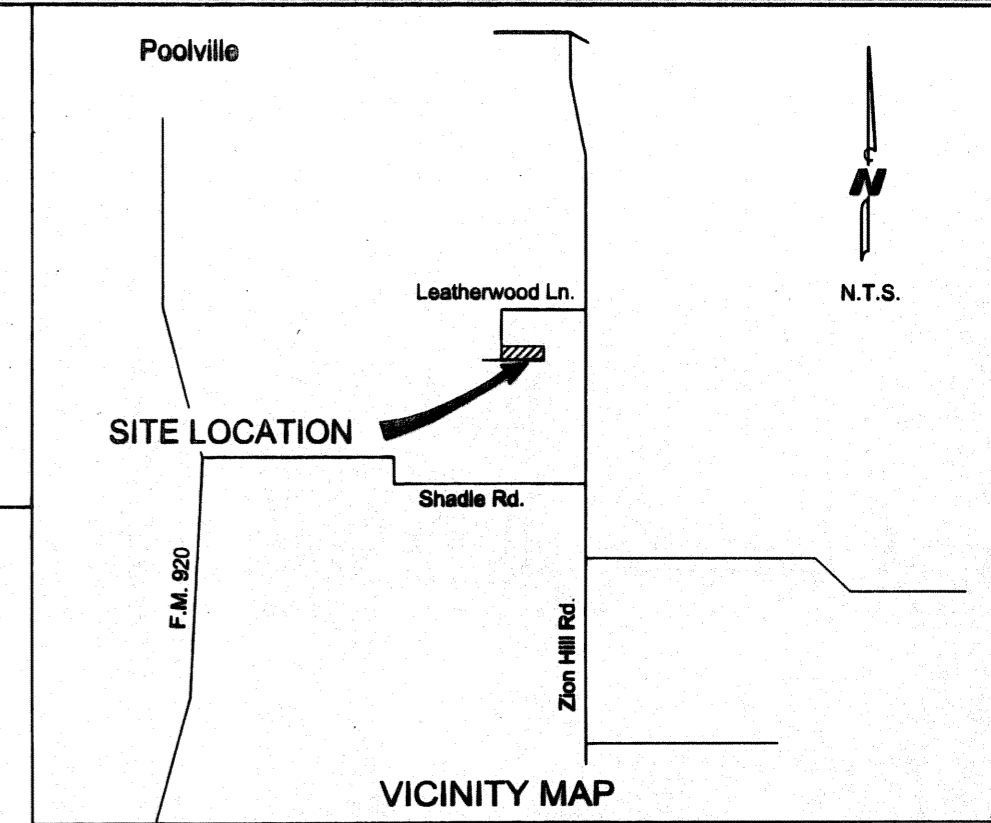 Poolville
N
Leatherwood Ln.
N.T.S.
SITE LOCATION
Shadle Rd.
F.M. 920
Zion Hill Rd.
VICINITY MAP